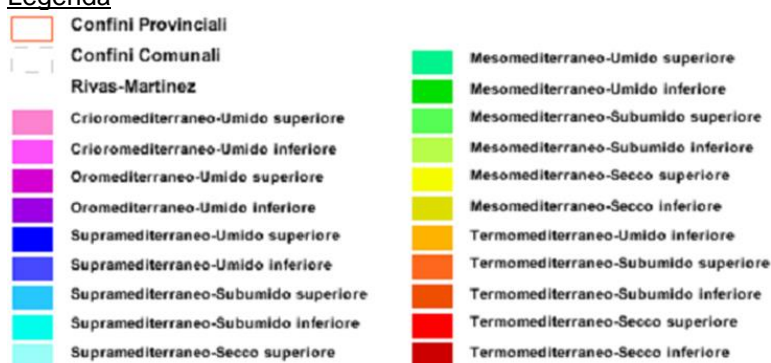 Legenda
Confini Provinciali
Confini Comunali
Rivas-Martinez
Crioromediterraneo-Umido superiore
Crioromediterraneo-Umido inferiore
Oromediterraneo-Umido superiore
Oromediterraneo-Umido inferiore
Supramediterraneo-Umido superiore
Supramediterraneo-Umido inferiore
Supramediterraneo-Subumido superiore
Supramediterraneo-Subumido inferiore
Supramediterraneo-Secco superiore
Mesomediterraneo-Umido superiore
Mesomediterraneo-Umido inferiore
Mesomediterraneo-Subumido superiore
Mesomediterraneo-Subumido inferiore
Mesomediterraneo-Secco superiore
Mesomediterraneo-Secco inferiore
Termomediterraneo-Umido inferiore
Termomediterraneo-Subumido superiore
Termomediterraneo-Subumido inferiore
Termomediterraneo-Secco superiore
Termomediterraneo-Secco inferiore